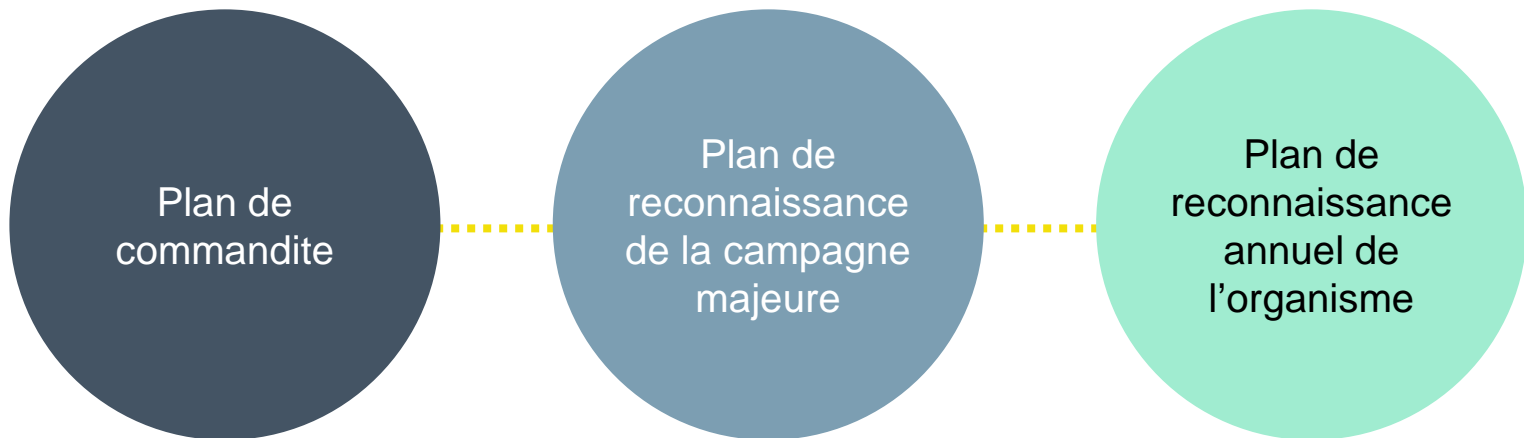 Plan de
commandite
Plan de
reconnaissance
de la campagne
majeure
Plan de
reconnaissance
annuel de
l’organisme